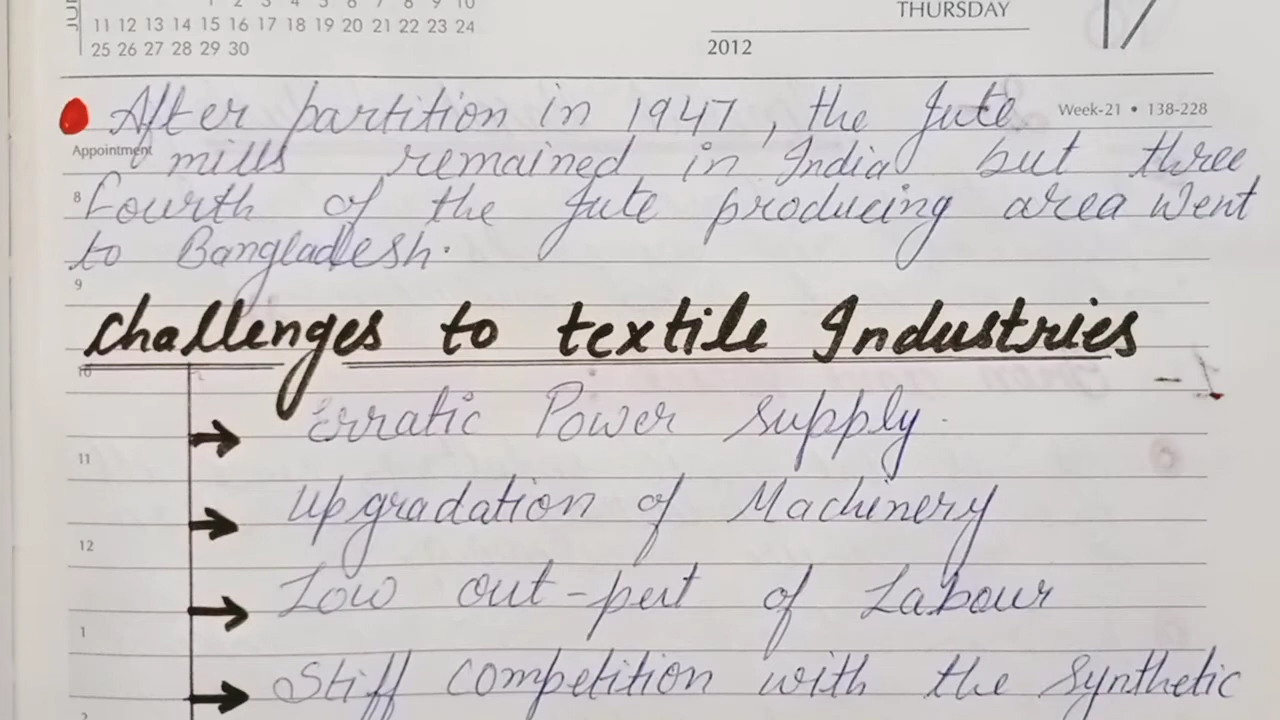 11 12 13 14 15 16 17 18 19 20 21 22 23 24
25 26 27 28 29 30
THURSDAY
17
2012
Week-21 • 138-228
After partition in 1947, the Jute
Appointment
mills remained in India but three
8
fourth of the Jute producing area went
to Bangladesh.
9
challenges to textile Industries
10
Erratic Power Supply.
11
Upgradation of Machinery
12
Low out-put of Labour
1
Stiff competition with the Synthetic
2